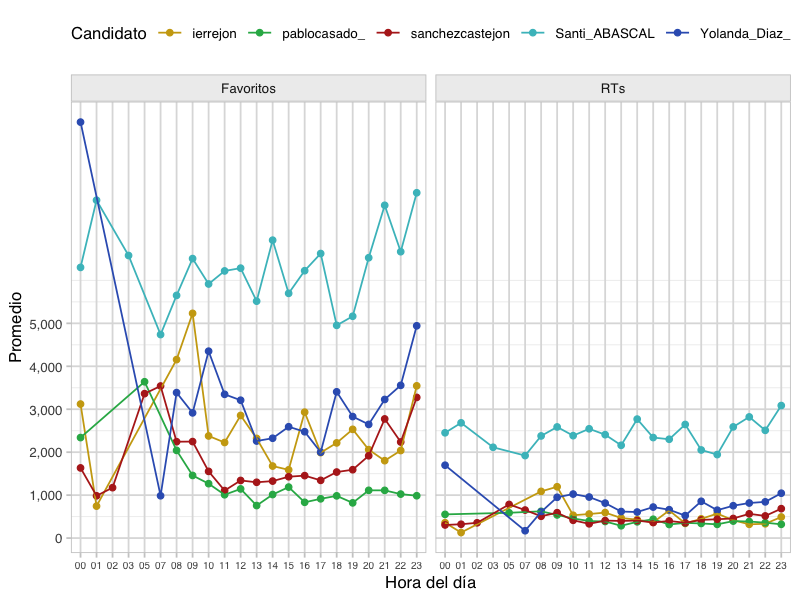 Candidato ierrejon pablocasado_ sanchezcastejon Santi_ABASCAL Yolanda_Diaz_
Favoritos RTs
Promedio
5,000
4,000
3,000
2,000
1,000
0
00 01 02 03 05 07 08 09 10 11 12 13 14 15 16 17 18 19 20 21 22 23 00 01 02 03 05 07 08 09 10 11 12 13 14 15 16 17 18 19 20 21 22 23
Hora del día